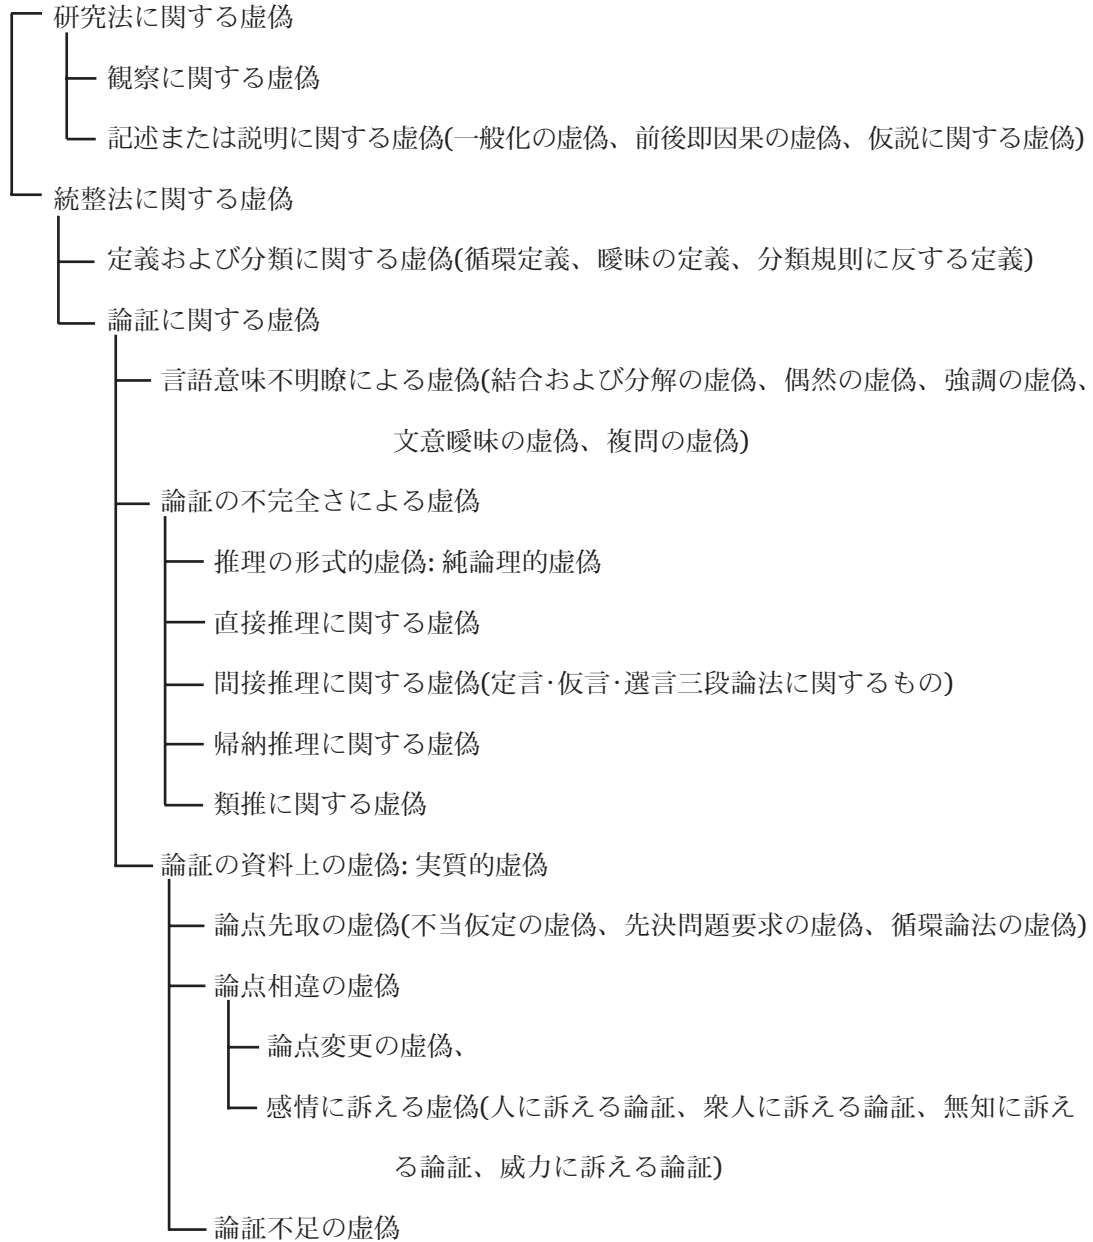 研究法に関する虚偽
観察に関する虚偽
記述または説明に関する虚偽(一般化の虚偽、前後即因果の虚偽、仮説に関する虚偽)
統整法に関する虚偽
定義および分類に関する虚偽(循環定義、曖昧の定義、分類規則に反する定義)
論証に関する虚偽
言語意味不明瞭による虚偽(結合および分解の虚偽、偶然の虚偽、強調の虚偽、
文意曖昧の虚偽、複問の虚偽)
論証の不完全さによる虚偽
推理の形式的虚偽: 純論理的虚偽
直接推理に関する虚偽
間接推理に関する虚偽(定言·仮言·選言三段論法に関するもの)
帰納推理に関する虚偽
類推に関する虚偽
論証の資料上の虚偽: 実質的虚偽
論点先取の虚偽(不当仮定の虚偽、先決問題要求の虚偽、循環論法の虚偽)
論点相違の虚偽
論点変更の虚偽、
感情に訴える虚偽(人に訴える論証、衆人に訴える論証、無知に訴え
る論証、威力に訴える論証)
論証不足の虚偽